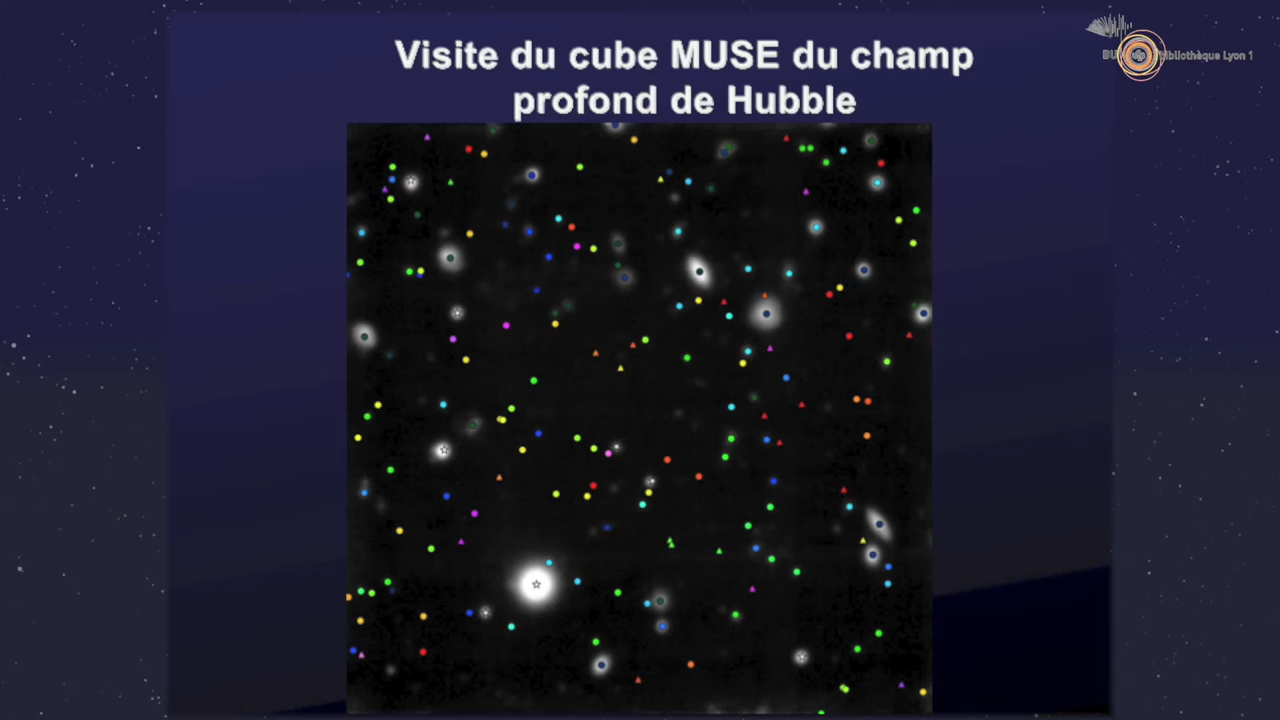 Visite du cube MUSE du champ
profond de Hubble
Bibliothèque Lyon 1